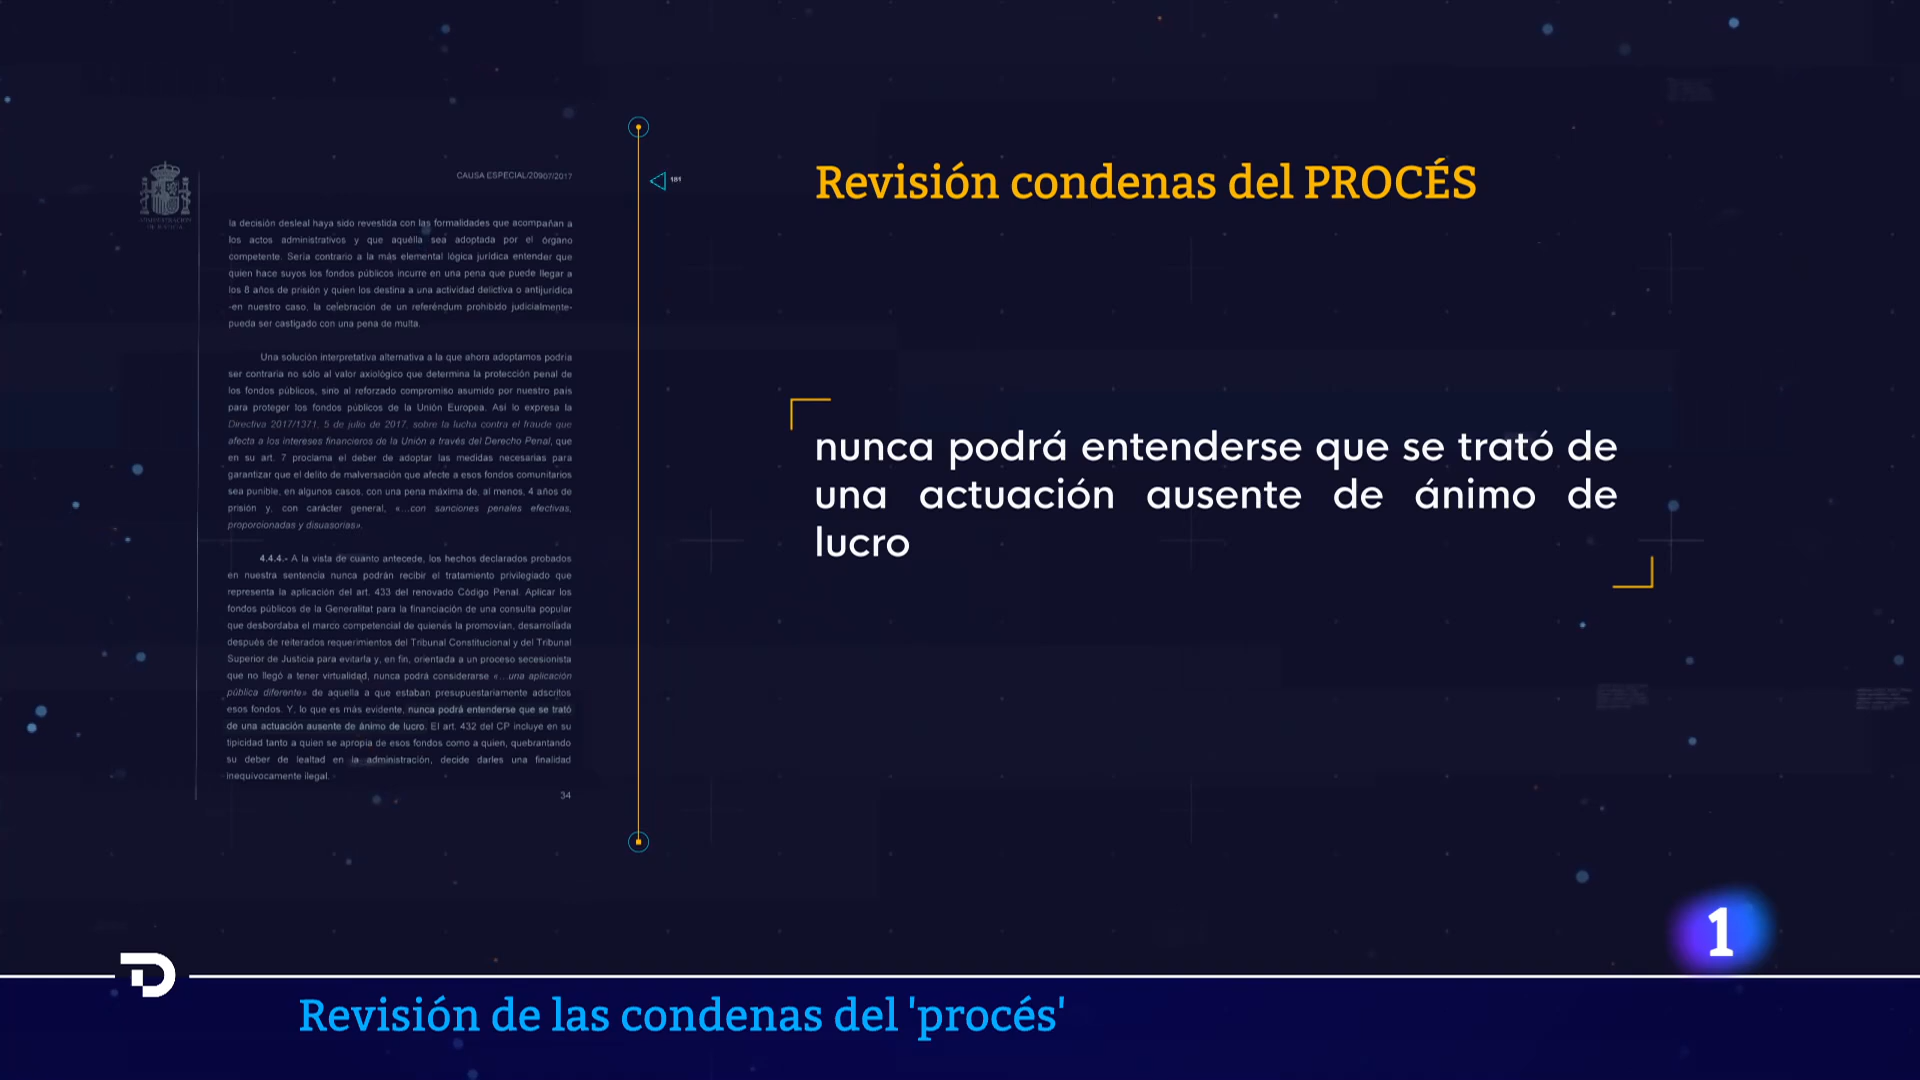 CAUSA ESPECIAL/20907/2017
ADMINISTRACION
DE JUSTICIA
la decisión desleal haya sido revestida con las formalidades que acompañan a
los actos administrativos y que aquélla sea adoptada por el órgano
competente. Sería contrario a la más elemental lógica jurídica entender que
quien hace suyos los fondos públicos incurre en una pena que puede llegar a
los 8 años de prisión y quien los destina a una actividad delictiva o antijurídica
-en nuestro caso, la celebración de un referéndum prohibido judicialmente-
pueda ser castigado con una pena de multa.
Una solución interpretativa alternativa a la que ahora adoptamos podría
ser contraria no sólo al valor axiológico que determina la protección penal de
los fondos públicos, sino al reforzado compromiso asumido por nuestro país
para proteger los fondos públicos de la Unión Europea. Así lo expresa la
Directiva 2017/1371, 5 de julio de 2017, sobre la lucha contra el fraude que
afecta a los intereses financieros de la Unión a través del Derecho Penal, que
en su art. 7 proclama el deber de adoptar las medidas necesarias para
garantizar que el delito de malversación que afecte a esos fondos comunitarios
sea punible, en algunos casos, con una pena máxima de, al menos, 4 años de
prisión y, con carácter general, «...con sanciones penales efectivas,
proporcionadas y disuasorias».
4.4.4.- A la vista de cuanto antecede, los hechos declarados probados
en nuestra sentencia nunca podrán recibir el tratamiento privilegiado que
representa la aplicación del art. 433 del renovado Código Penal. Aplicar los
fondos públicos de la Generalitat para la financiación de una consulta popular
que desbordaba el marco competencial de quienes la promovían, desarrollada
después de reiterados requerimientos del Tribunal Constitucional y del Tribunal
Superior de Justicia para evitarla y, en fin, orientada a un proceso secesionista
que no llegó a tener virtualidad, nunca podrá considerarse «...una aplicación
pública diferente» de aquella a que estaban presupuestariamente adscritos
esos fondos. Y, lo que es más evidente, nunca podrá entenderse que se trató
de una actuación ausente de ánimo de lucro. El art. 432 del CP incluye en su
tipicidad tanto a quien se apropia de esos fondos como a quien, quebrantando
su deber de lealtad en la administración, decide darles una finalidad
inequívocamente ilegal.
34
181
Revisión condenas del PROCÉS
nunca podrá entenderse que se trató de
una actuación ausente de ánimo de
lucro
1
Revisión de las condenas del 'procés'